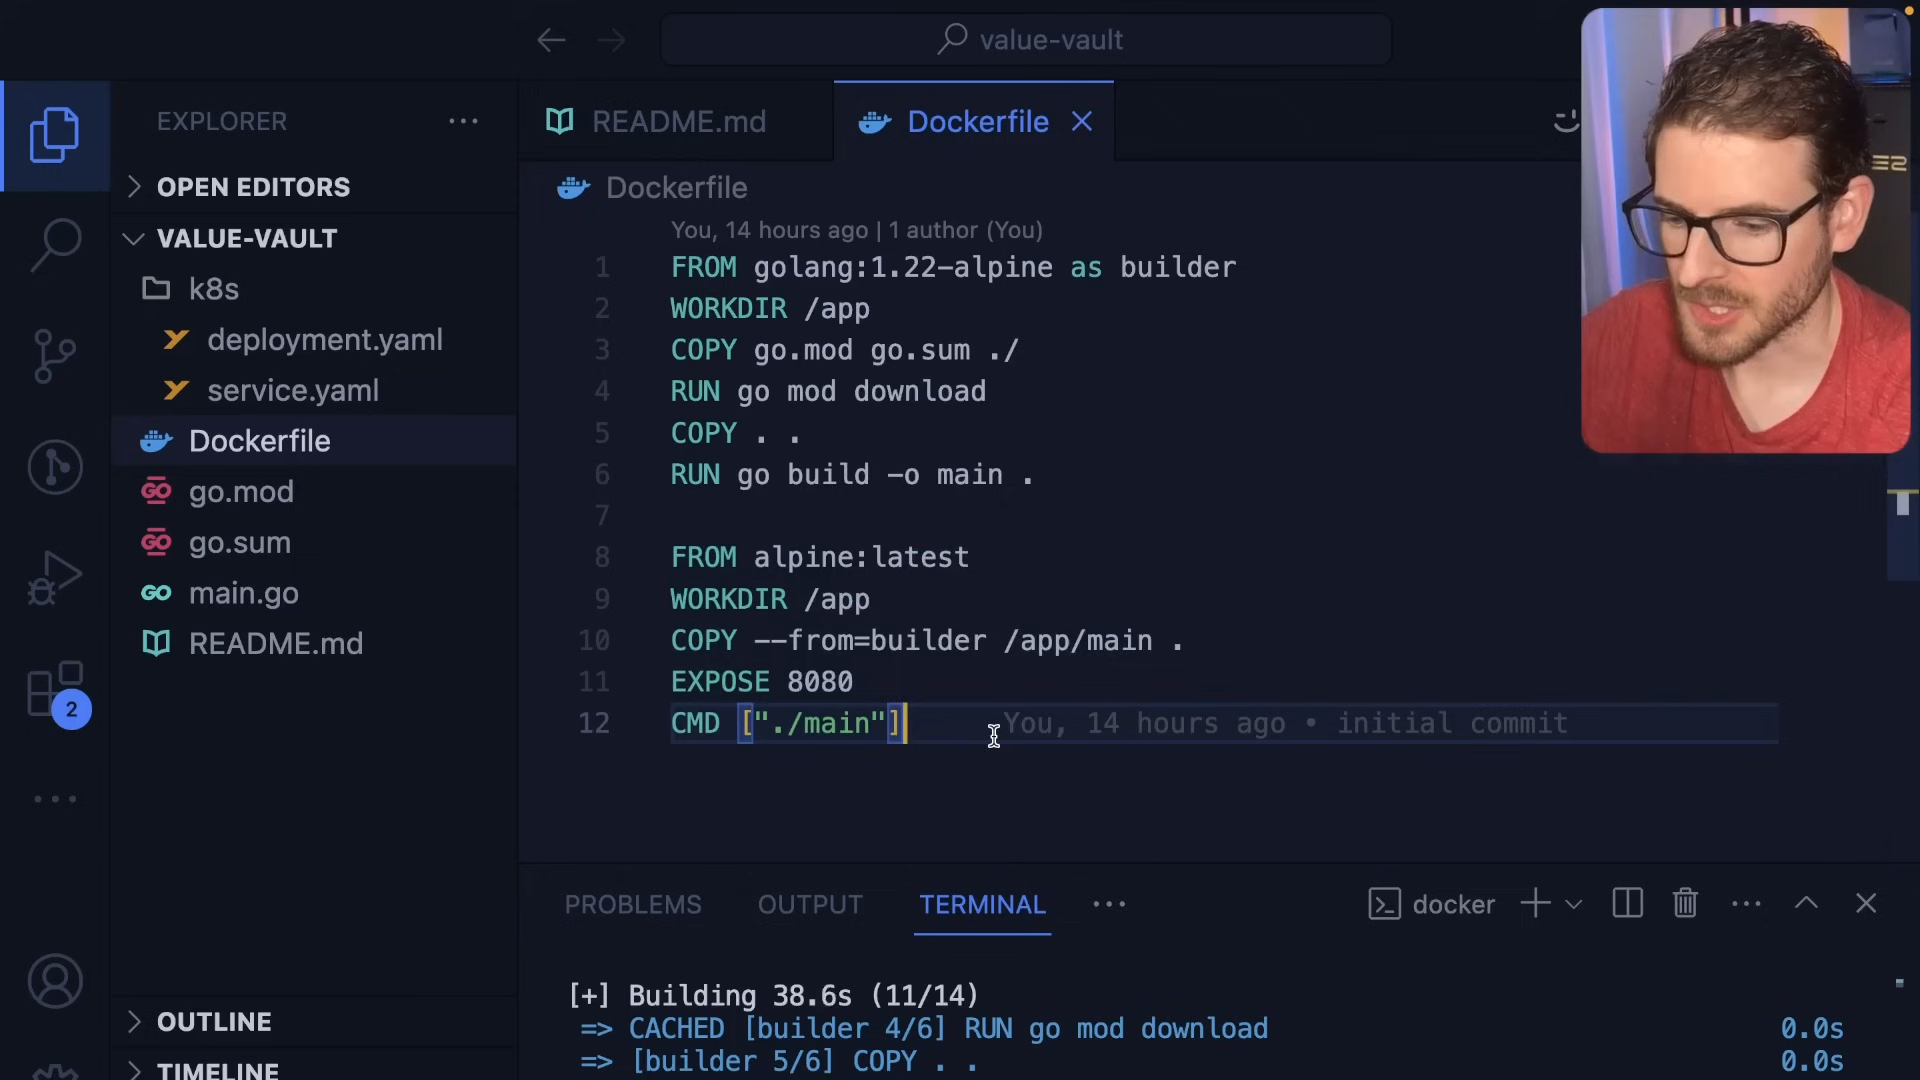 value-vault
EXPLORER
OPEN EDITORS
VALUE-VAULT
k8s
deployment.yaml
service.yaml
Dockerfile
go.mod
go.sum
main.go
README.md
OUTLINE
TIMELINE
2
README.md
Dockerfile
Dockerfile
You, 14 hours ago | 1 author (You)
1 FROM golang:1.22-alpine as builder
2 WORKDIR /app
3 COPY go.mod go.sum ./
4 RUN go mod download
5 COPY . .
6 RUN go build -o main .
7
8 FROM alpine:latest
9 WORKDIR /app
10 COPY --from=builder /app/main .
11 EXPOSE 8080
12 CMD ["./main"] You, 14 hours ago • initial commit
PROBLEMS OUTPUT TERMINAL docker
[+] Building 38.6s (11/14)
=> CACHED [builder 4/6] RUN go mod download 0.0s
=> [builder 5/6] COPY . . 0.0s